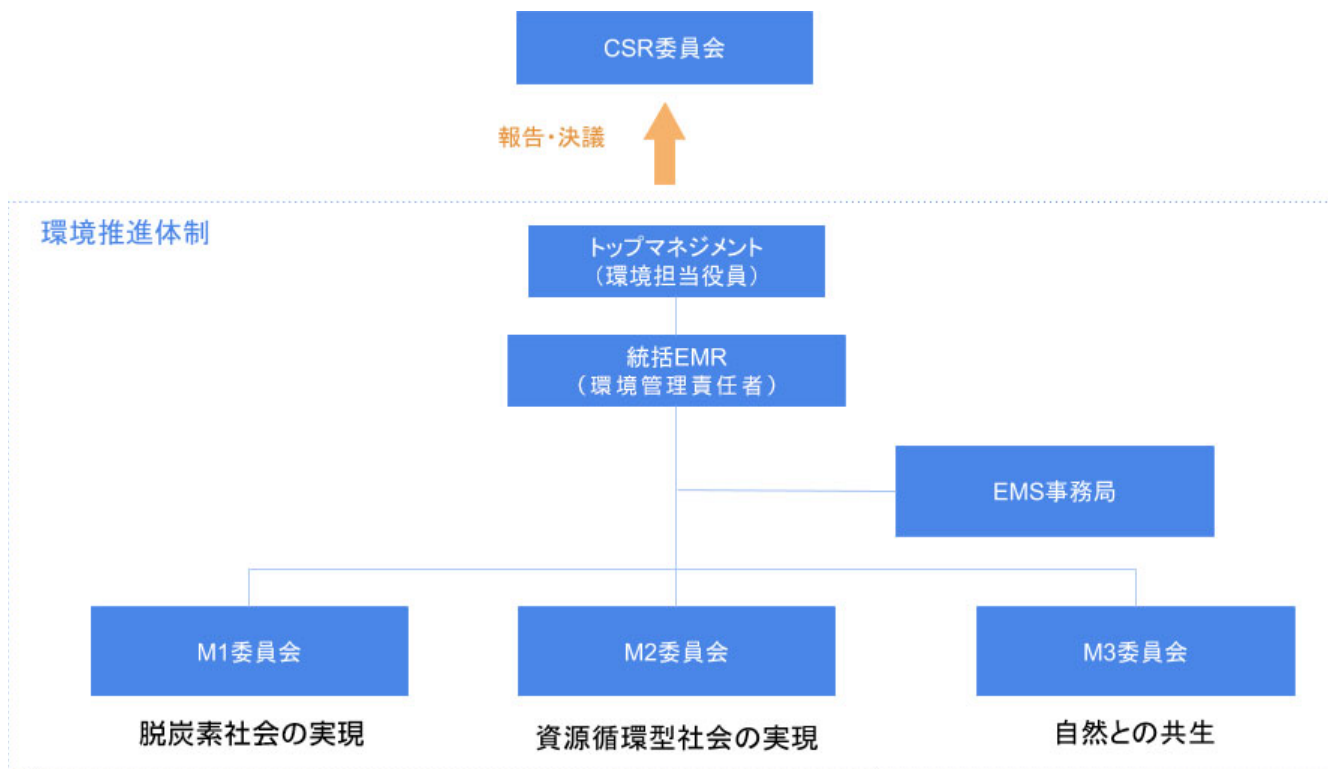 CSR委員会
報告・決議
環境推進体制
トップマネジメント
（環境担当役員）
統括EMR
（環境管理責任者）
EMS事務局
M1委員会
M2委員会
M3委員会
脱炭素社会の実現
資源循環型社会の実現
自然との共生